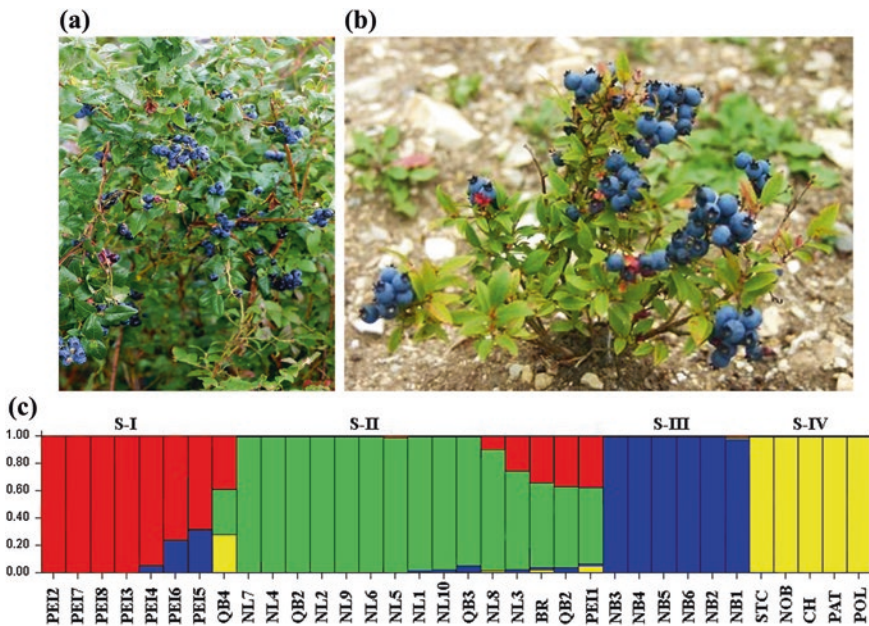 (a)
(b)
(c)
S-I S-II S-III S-IV
1.00
0.80
0.60
0.40
0.20
0.00
PEI2 PEI7 PEI8 PEI3 PEI4 PEI6 PEI5 QB4 NL7 NL4 QB2 NL2 NL9 NL6 NL5 NL1 NL10 QB3 NL8 NL3 BR QB2 PEI1 NB3 NB4 NB5 NB6 NB2 NB1 STC NOB CH PAT POL